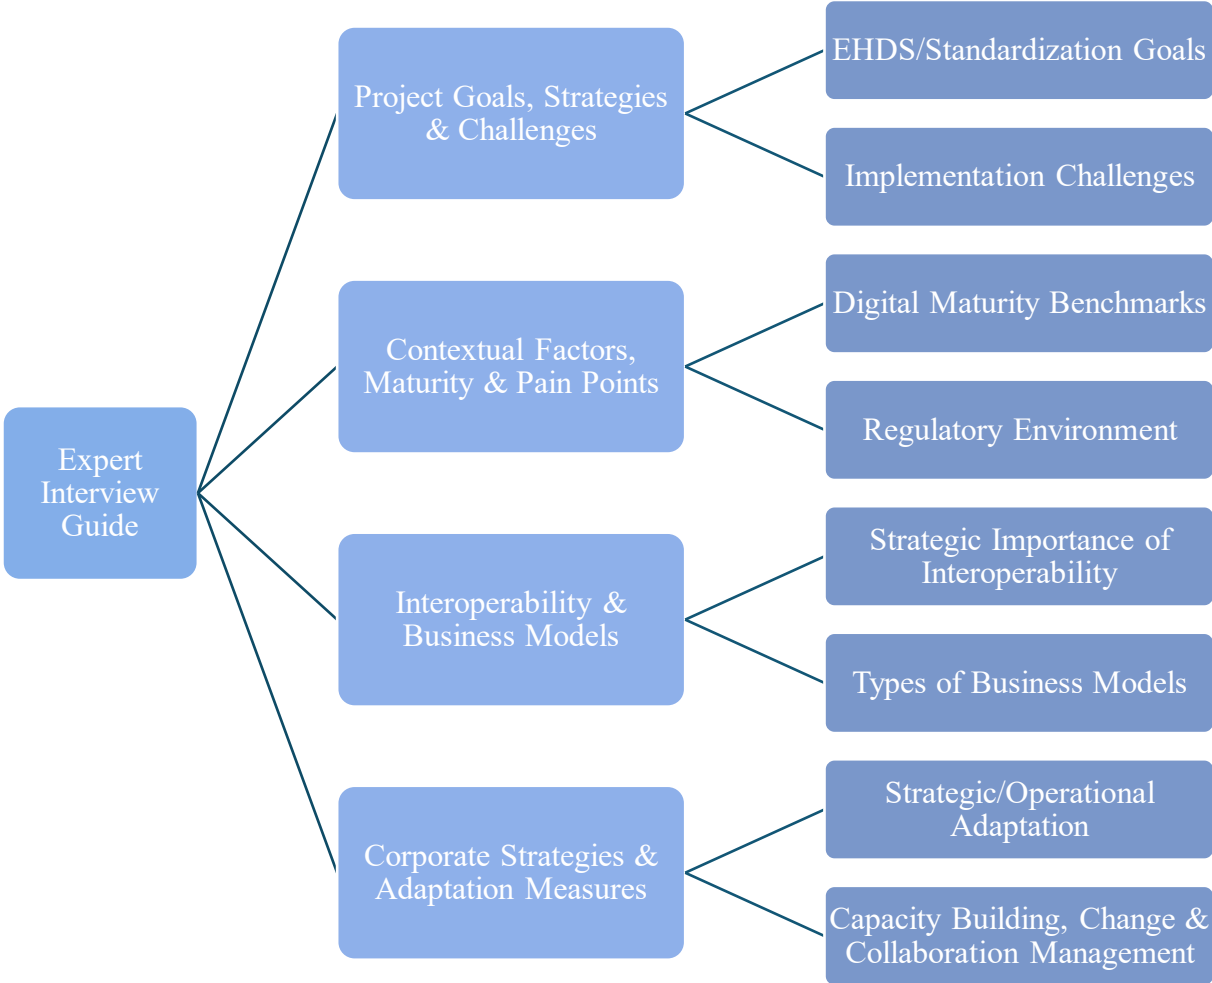 Expert
Interview
Guide
Project Goals, Strategies
& Challenges
EHDS/Standardization Goals
Implementation Challenges
Contextual Factors,
Maturity & Pain Points
Digital Maturity Benchmarks
Regulatory Environment
Interoperability &
Business Models
Strategic Importance of
Interoperability
Types of Business Models
Corporate Strategies &
Adaptation Measures
Strategic/Operational
Adaptation
Capacity Building, Change &
Collaboration Management